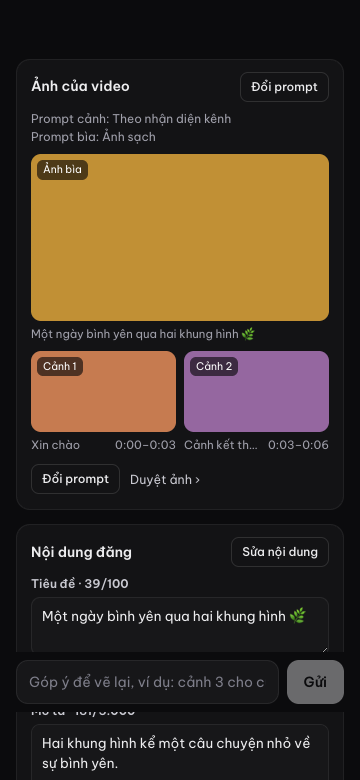 Ảnh của video
Đổi prompt
Prompt cảnh: Theo nhận diện kênh
Prompt bìa: Ảnh sạch
Ảnh bìa
Một ngày bình yên qua hai khung hình 🌿
Cảnh 1
Cảnh 2
Xin chào 0:00–0:03
Cảnh kết th... 0:03–0:06
Đổi prompt
Duyệt ảnh ›
Nội dung đăng
Sửa nội dung
Tiêu đề · 39/100
Một ngày bình yên qua hai khung hình 🌿
Góp ý để vẽ lại, ví dụ: cảnh 3 cho c
Gửi
Hai khung hình kể một câu chuyện nhỏ về
sự bình yên.